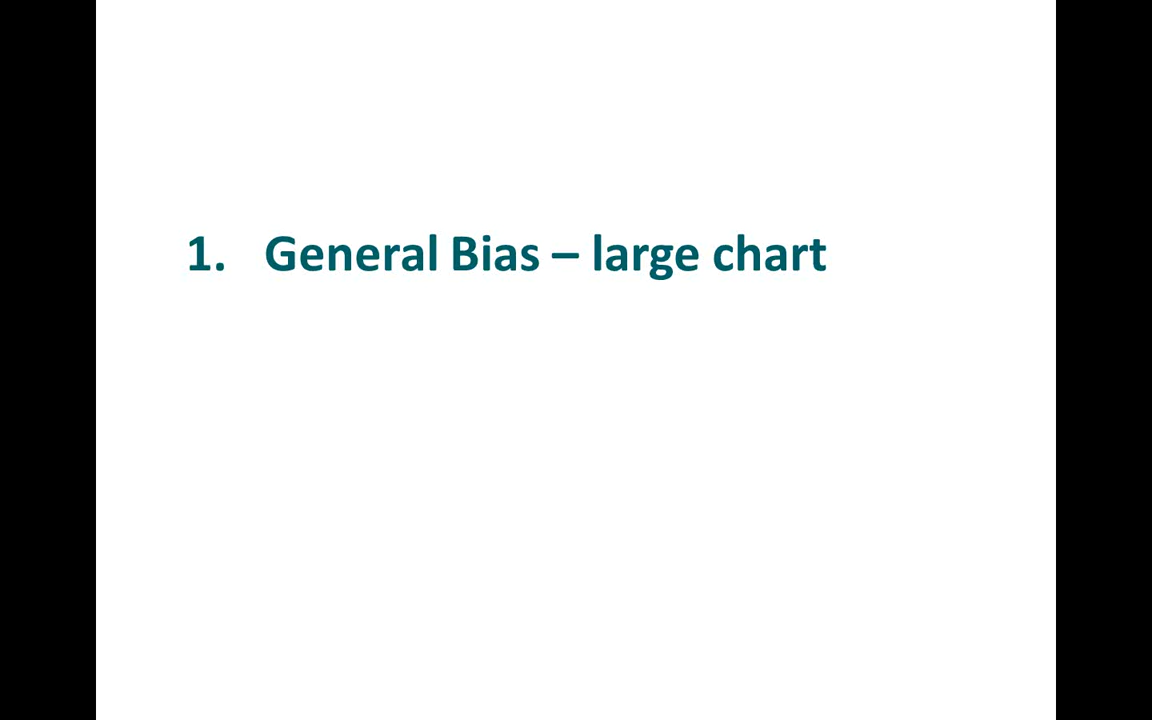 1. General Bias – large chart